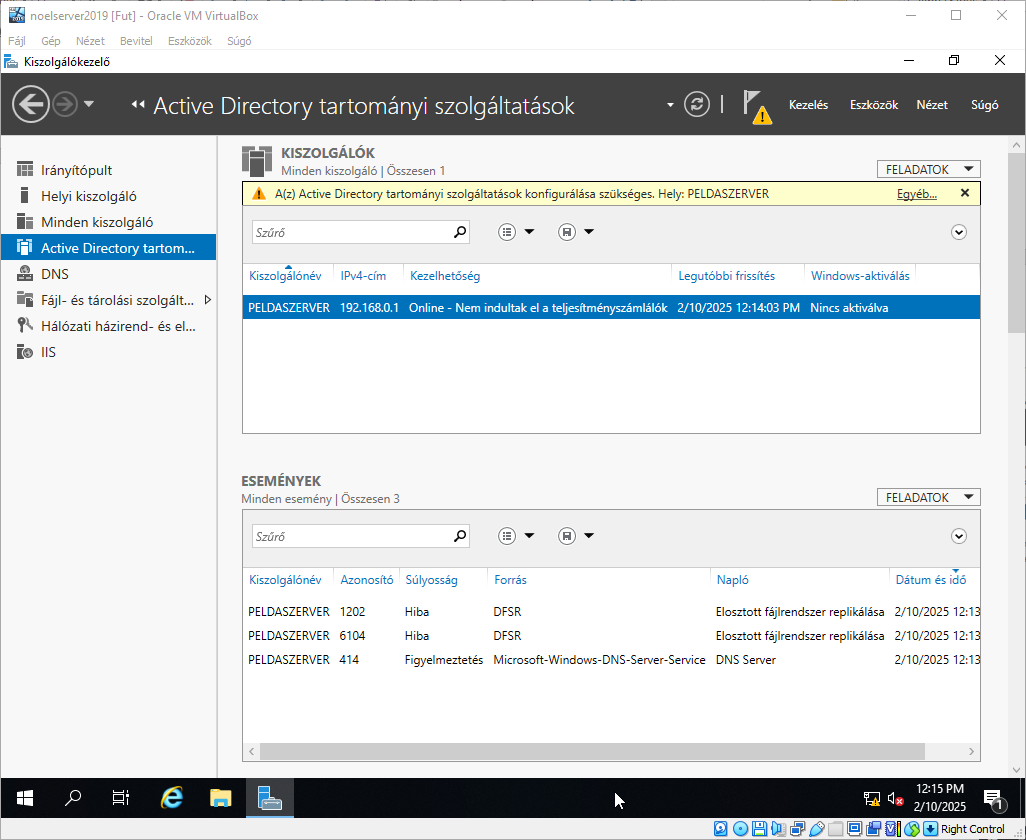 noelserver2019 [Fut] - Oracle VM VirtualBox
Fájl Gép Nézet Bevitel Eszközök Súgó
Kiszolgálókezelő
Active Directory tartományi szolgáltatások
Kezelés Eszközök Nézet Súgó
Irányítópult
Helyi kiszolgáló
Minden kiszolgáló
Active Directory tartom...
DNS
Fájl- és tárolási szolgált...
Hálózati házirend- és el...
IIS
KISZOLGÁLÓK
Minden kiszolgáló | Összesen 1
FELADATOK
A(z) Active Directory tartományi szolgáltatások konfigurálása szükséges. Hely: PELDASZERVER Egyéb...
Szűrő
Kiszolgálónév IPv4-cím Kezelhetőség Legutóbbi frissítés Windows-aktiválás
PELDASZERVER 192.168.0.1 Online - Nem indultak el a teljesítményszámlálók 2/10/2025 12:14:03 PM Nincs aktiválva
ESEMÉNYEK
Minden esemény | Összesen 3
FELADATOK
Szűrő
Kiszolgálónév Azonosító Súlyosság Forrás Napló Dátum és idő
PELDASZERVER 1202 Hiba DFSR Elosztott fájlrendszer replikálása 2/10/2025 12:13
PELDASZERVER 6104 Hiba DFSR Elosztott fájlrendszer replikálása 2/10/2025 12:13
PELDASZERVER 414 Figyelmeztetés Microsoft-Windows-DNS-Server-Service DNS Server 2/10/2025 12:13
12:15 PM
2/10/2025
1
Right Control